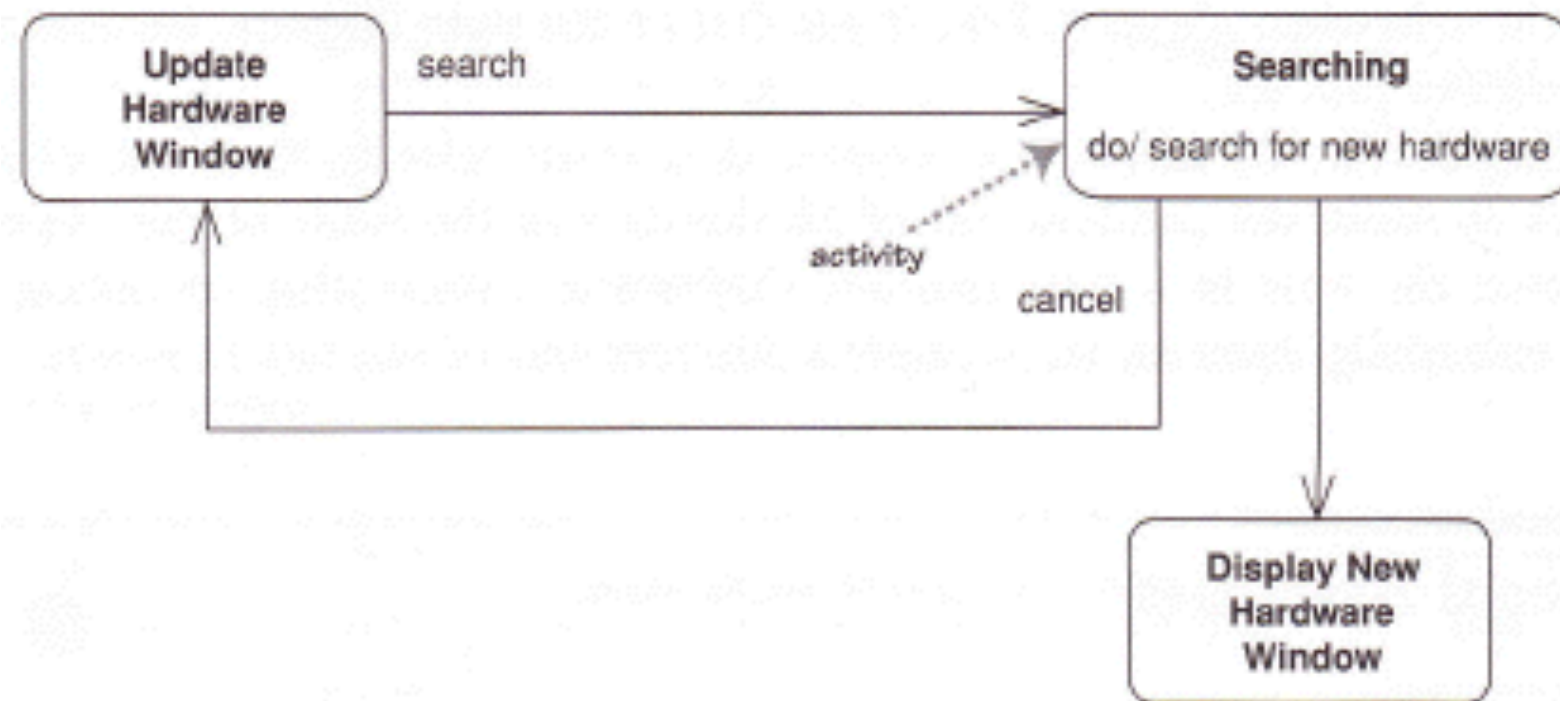 Update
Hardware
Window
search
Searching
do/ search for new hardware
activity
cancel
Display New
Hardware
Window